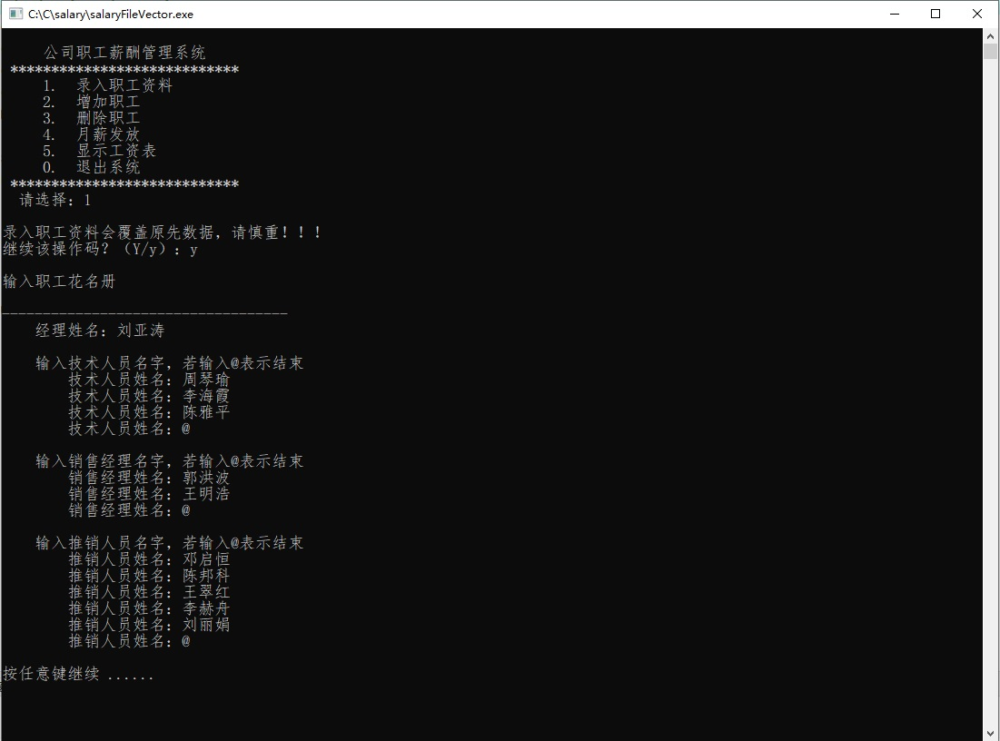 C:\C\salary\salaryFileVector.exe
公司职工薪酬管理系统
****************************
1. 录入职工资料
2. 增加职工
3. 删除职工
4. 月薪发放
5. 显示工资表
0. 退出系统
****************************
请选择：1
录入职工资料会覆盖原先数据，请慎重！！！
继续该操作码？（Y/y）：y
输入职工花名册
-----------------------------------
经理姓名：刘亚涛
输入技术人员名字，若输入@表示结束
技术人员姓名：周琴瑜
技术人员姓名：李海霞
技术人员姓名：陈雅平
技术人员姓名：@
输入销售经理名字，若输入@表示结束
销售经理姓名：郭洪波
销售经理姓名：王明浩
销售经理姓名：@
输入推销人员名字，若输入@表示结束
推销人员姓名：邓启恒
推销人员姓名：陈邦科
推销人员姓名：王翠红
推销人员姓名：李赫舟
推销人员姓名：刘丽娟
推销人员姓名：@
按任意键继续 ......